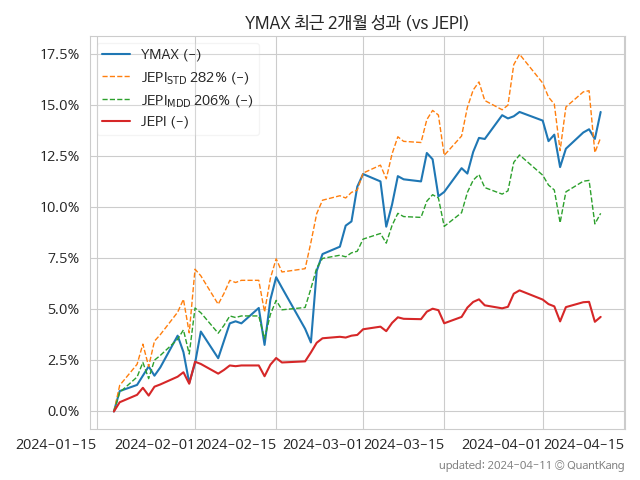 YMAX 최근 2개월 성과 (vs JEPI)
YMAX (-)
JEPI_STD 282% (-)
JEPI_MDD 206% (-)
JEPI (-)
17.5%
15.0%
12.5%
10.0%
7.5%
5.0%
2.5%
0.0%
2024-01-15 2024-02-01 2024-02-15 2024-03-01 2024-03-15 2024-04-01 2024-04-15
updated: 2024-04-11 © QuantKang